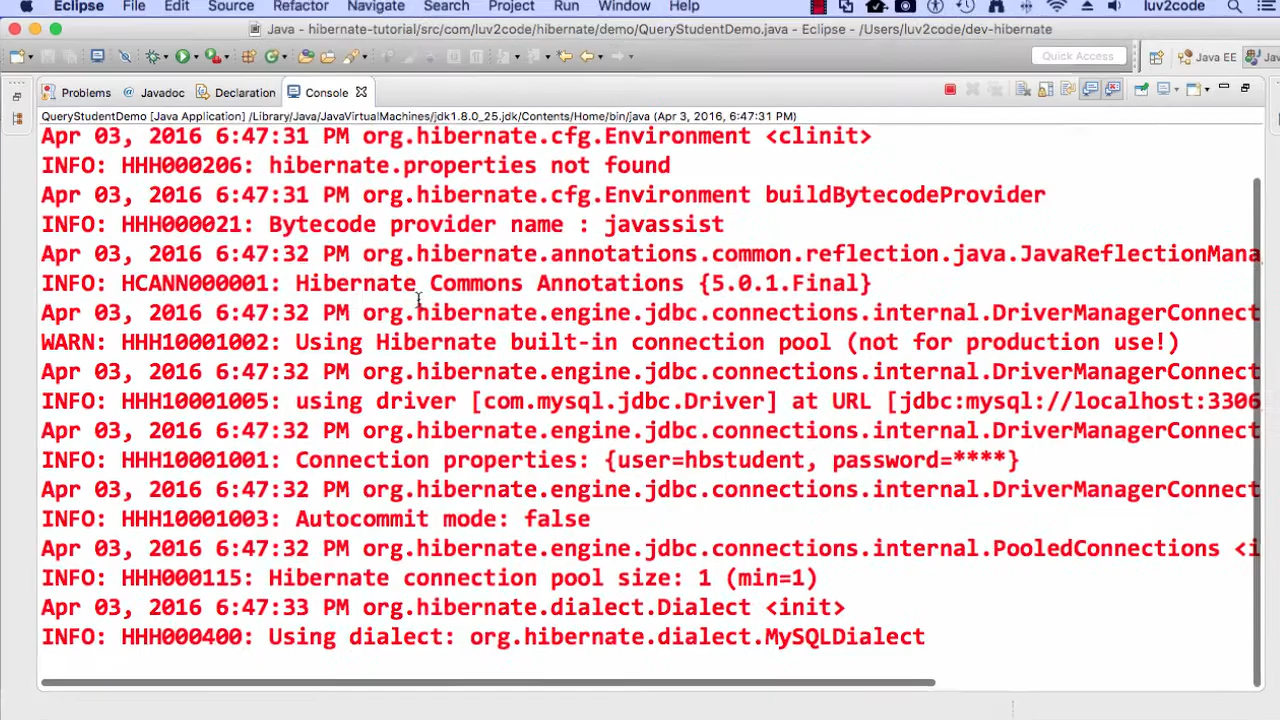 Eclipse File Edit Source Refactor Navigate Search Project Run Window Help luv2code
Java - hibernate-tutorial/src/com/luv2code/hibernate/demo/QueryStudentDemo.java - Eclipse - /Users/luv2code/dev-hibernate
Quick Access Java EE Jav
Problems Javadoc Declaration Console
QueryStudentDemo [Java Application] /Library/Java/JavaVirtualMachines/jdk1.8.0_25.jdk/Contents/Home/bin/java (Apr 3, 2016, 6:47:31 PM)
Apr 03, 2016 6:47:31 PM org.hibernate.cfg.Environment <clinit>
INFO: HHH000206: hibernate.properties not found
Apr 03, 2016 6:47:31 PM org.hibernate.cfg.Environment buildBytecodeProvider
INFO: HHH000021: Bytecode provider name : javassist
Apr 03, 2016 6:47:32 PM org.hibernate.annotations.common.reflection.java.JavaReflectionMana
INFO: HCANN000001: Hibernate Commons Annotations {5.0.1.Final}
Apr 03, 2016 6:47:32 PM org.hibernate.engine.jdbc.connections.internal.DriverManagerConnect
WARN: HHH10001002: Using Hibernate built-in connection pool (not for production use!)
Apr 03, 2016 6:47:32 PM org.hibernate.engine.jdbc.connections.internal.DriverManagerConnect
INFO: HHH10001005: using driver [com.mysql.jdbc.Driver] at URL [jdbc:mysql://localhost:3306
Apr 03, 2016 6:47:32 PM org.hibernate.engine.jdbc.connections.internal.DriverManagerConnect
INFO: HHH10001001: Connection properties: {user=hbstudent, password=****}
Apr 03, 2016 6:47:32 PM org.hibernate.engine.jdbc.connections.internal.DriverManagerConnect
INFO: HHH10001003: Autocommit mode: false
Apr 03, 2016 6:47:32 PM org.hibernate.engine.jdbc.connections.internal.PooledConnections <i
INFO: HHH000115: Hibernate connection pool size: 1 (min=1)
Apr 03, 2016 6:47:33 PM org.hibernate.dialect.Dialect <init>
INFO: HHH000400: Using dialect: org.hibernate.dialect.MySQLDialect